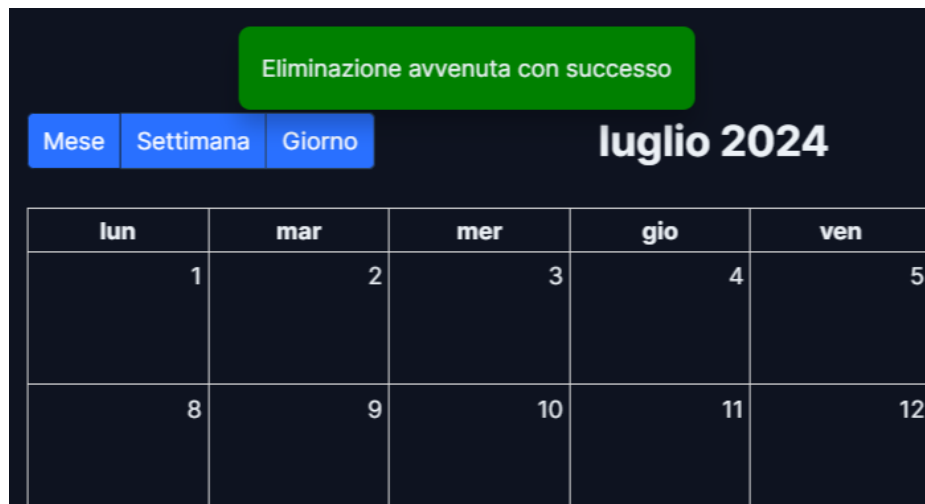 Eliminazione avvenuta con successo
Mese Settimana Giorno luglio 2024
lun mar mer gio ven
1 2 3 4 5
8 9 10 11 12